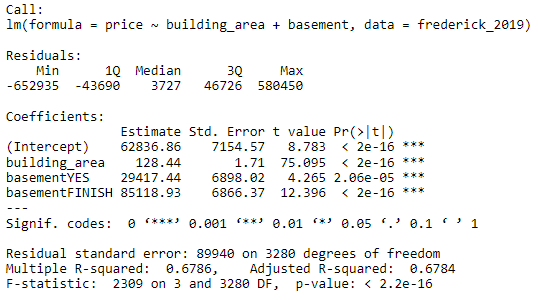 Call:
lm(formula = price ~ building_area + basement, data = frederick_2019)
Residuals:
Min 1Q Median 3Q Max
-652935 -43690 3727 46726 580450
Coefficients:
Estimate Std. Error t value Pr(>|t|)
(Intercept) 62836.86 7154.57 8.783 < 2e-16 ***
building_area 128.44 1.71 75.095 < 2e-16 ***
basementYES 29417.44 6898.02 4.265 2.06e-05 ***
basementFINISH 85118.93 6866.37 12.396 < 2e-16 ***
---
Signif. codes: 0 ‘***’ 0.001 ‘**’ 0.01 ‘*’ 0.05 ‘.’ 0.1 ‘ ’ 1
Residual standard error: 89940 on 3280 degrees of freedom
Multiple R-squared: 0.6786, Adjusted R-squared: 0.6784
F-statistic: 2309 on 3 and 3280 DF, p-value: < 2.2e-16